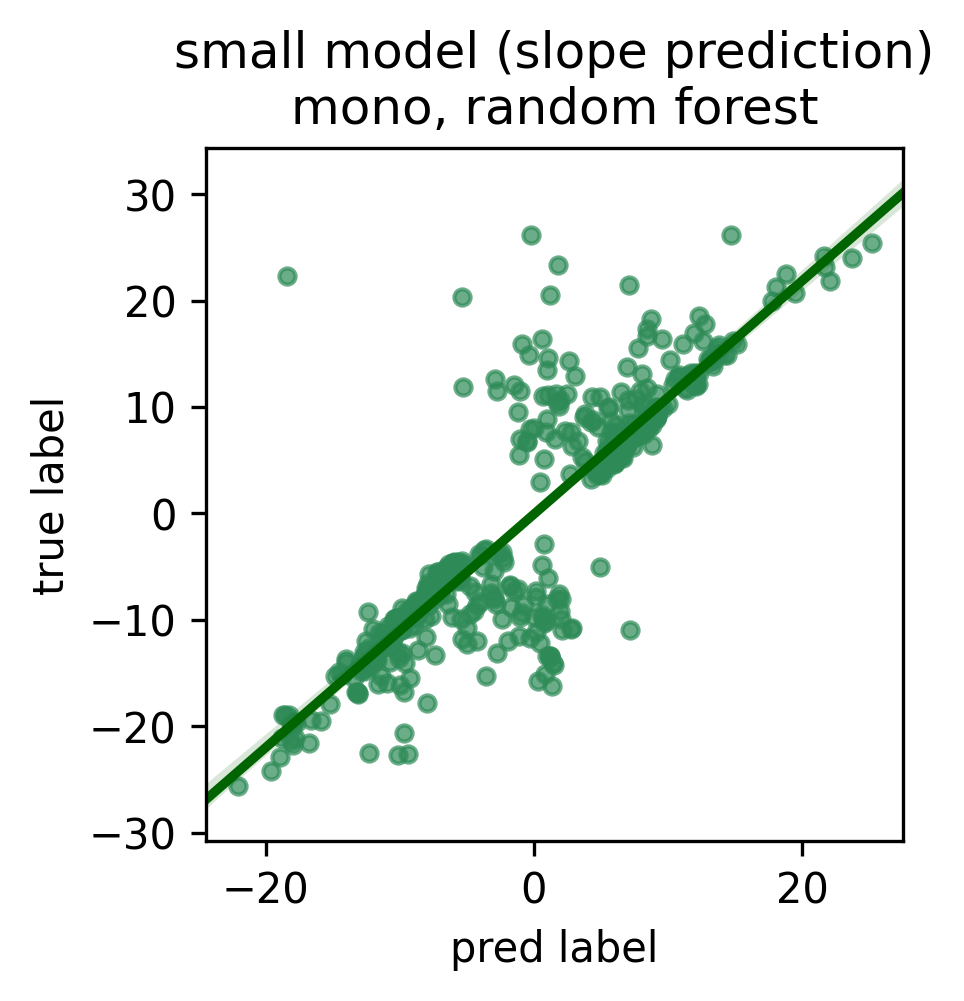 small model (slope prediction)
mono, random forest
30
20
10
0
−10
−20
−30
true label
−20 0 20
pred label